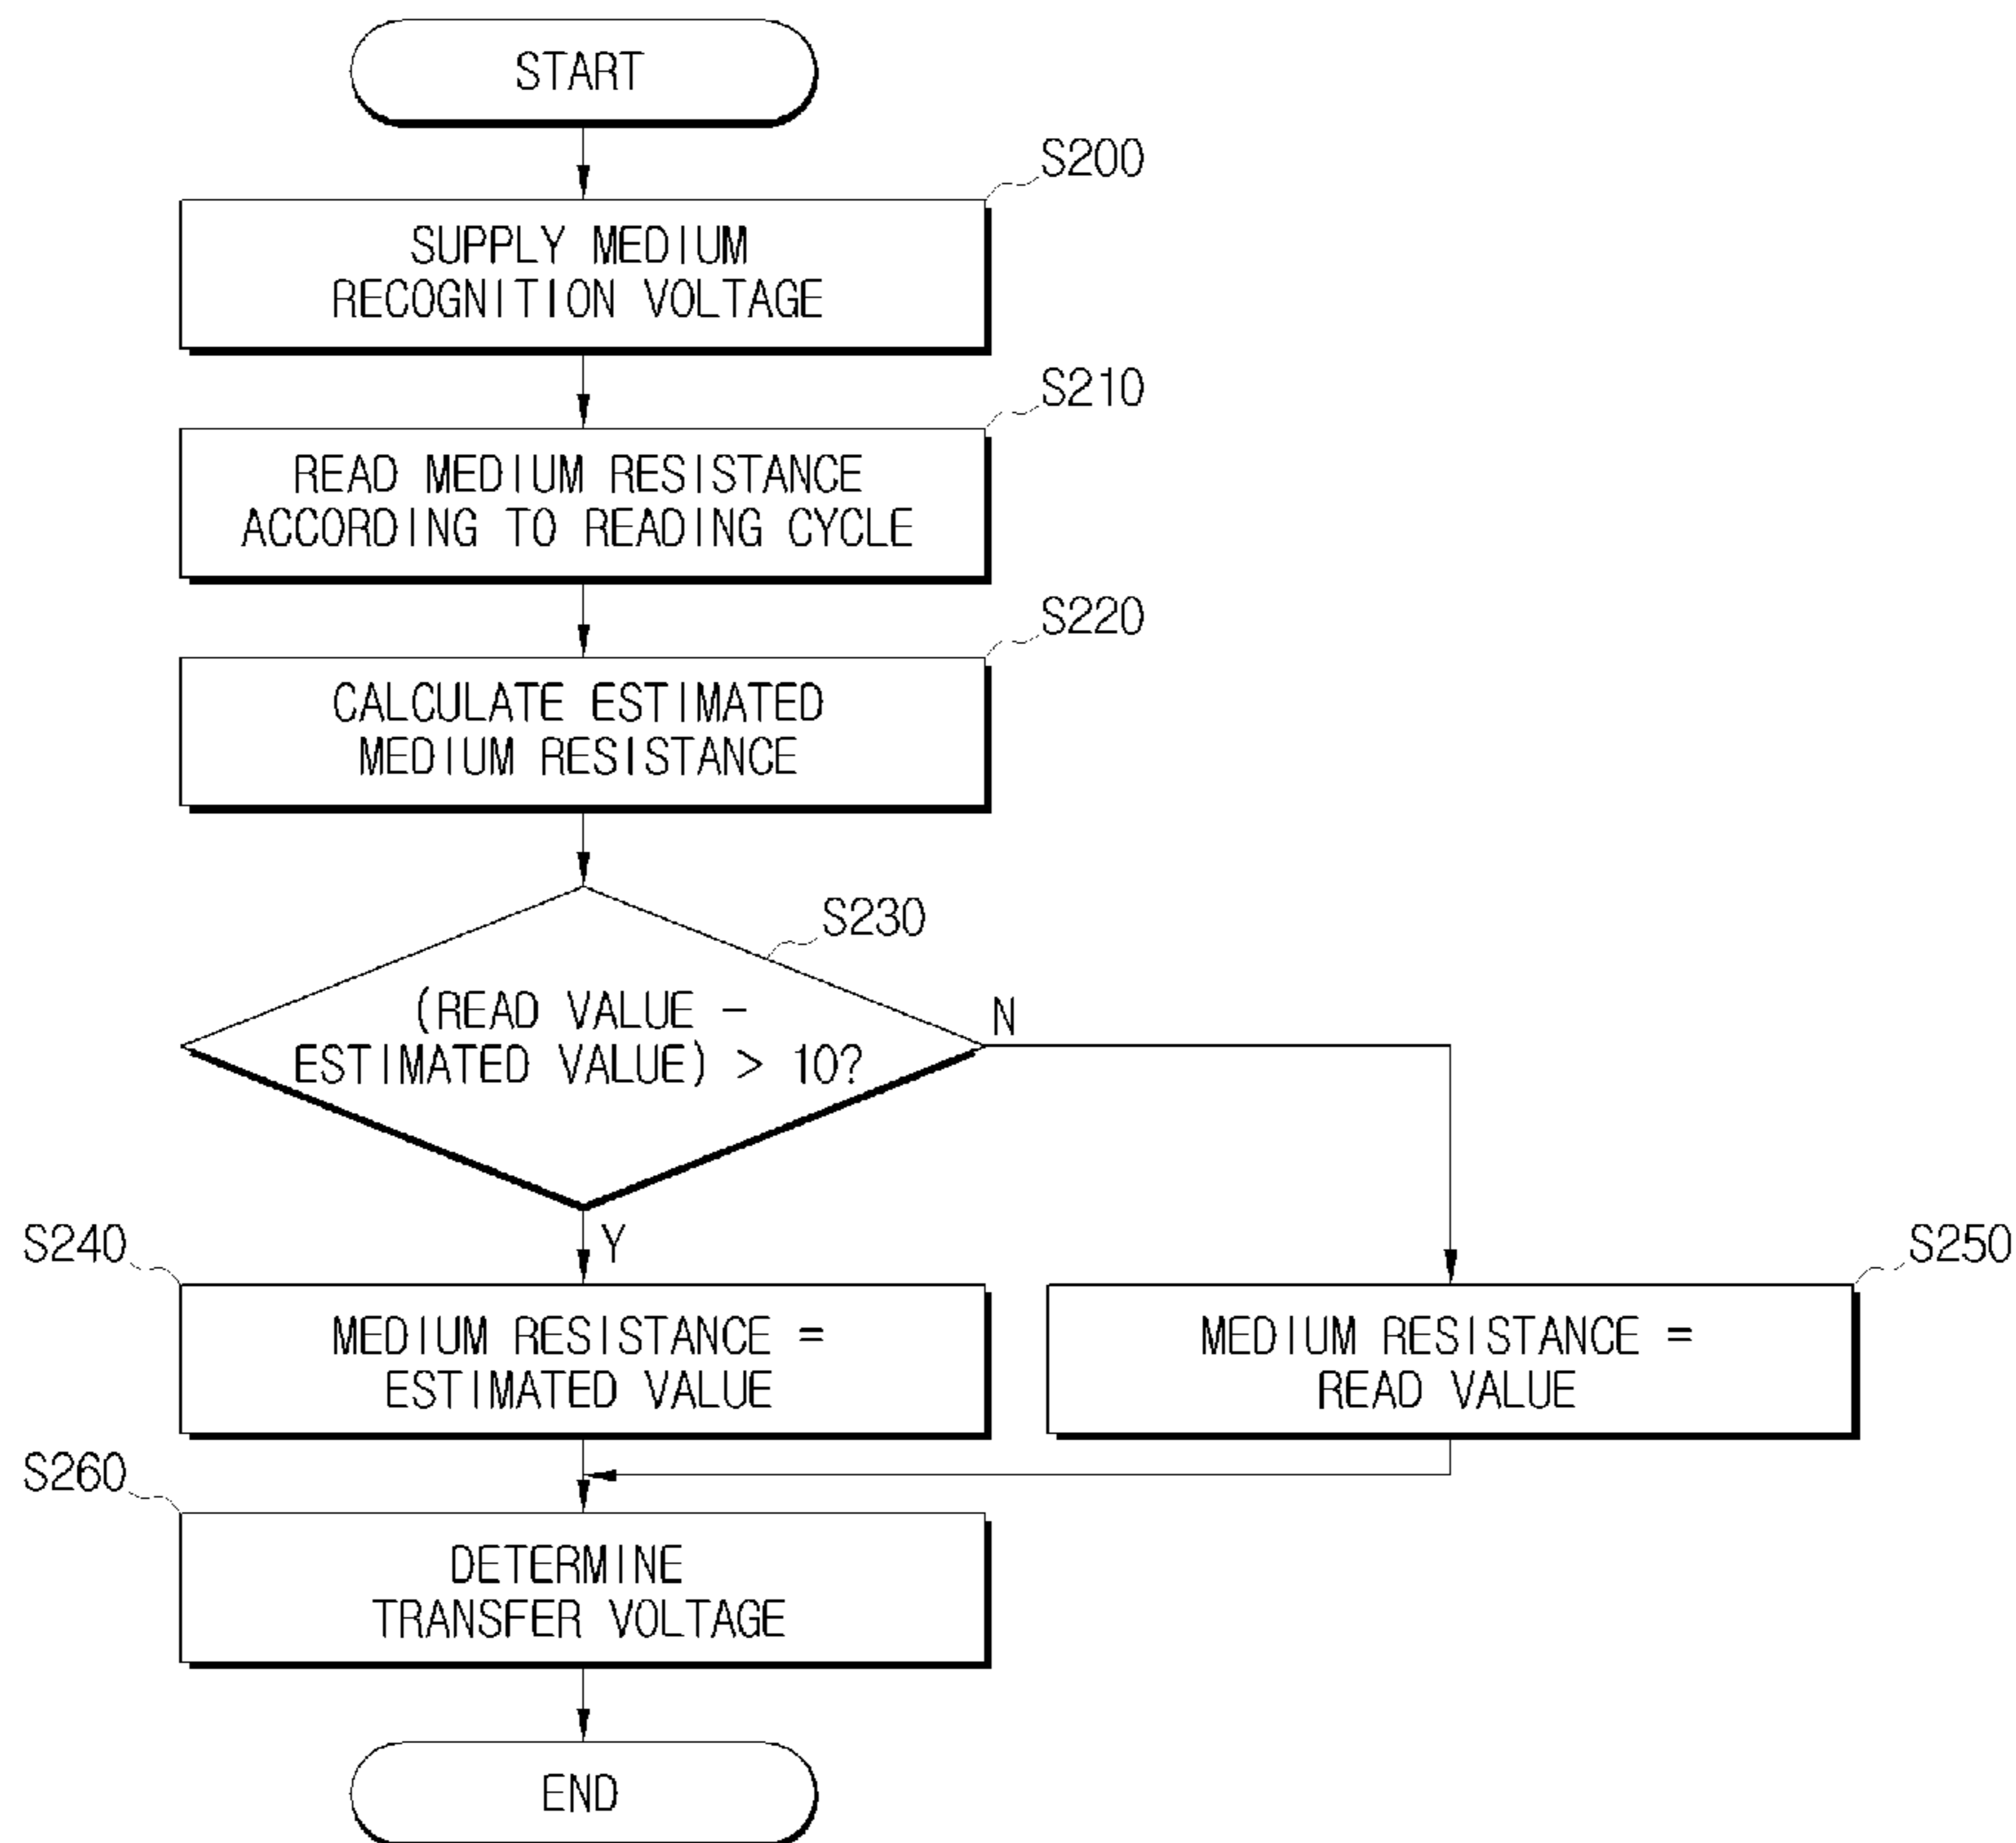 START
S200
SUPPLY MEDIUM
RECOGNITION VOLTAGE
S210
READ MEDIUM RESISTANCE
ACCORDING TO READING CYCLE
S220
CALCULATE ESTIMATED
MEDIUM RESISTANCE
S230
(READ VALUE -
ESTIMATED VALUE) > 10?
N
Y
S240
MEDIUM RESISTANCE =
ESTIMATED VALUE
S250
MEDIUM RESISTANCE =
READ VALUE
S260
DETERMINE
TRANSFER VOLTAGE
END